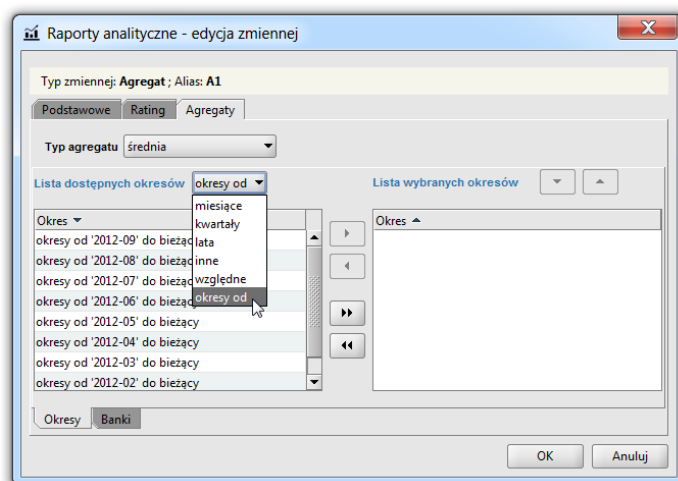 Raporty analityczne - edycja zmiennej
Typ zmiennej: Agregat ; Alias: A1
Podstawowe Rating Agregaty
Typ agregatu średnia
Lista dostępnych okresów okresy od Lista wybranych okresów
miesiące
kwartały
lata
inne
względne
okresy od
Okres Okres
okresy od '2012-09' do bieżąc
okresy od '2012-08' do bieżąc
okresy od '2012-07' do bieżąc
okresy od '2012-06' do bieżący
okresy od '2012-05' do bieżący
okresy od '2012-04' do bieżący
okresy od '2012-03' do bieżący
okresy od '2012-02' do bieżący
Okresy Banki
OK Anuluj